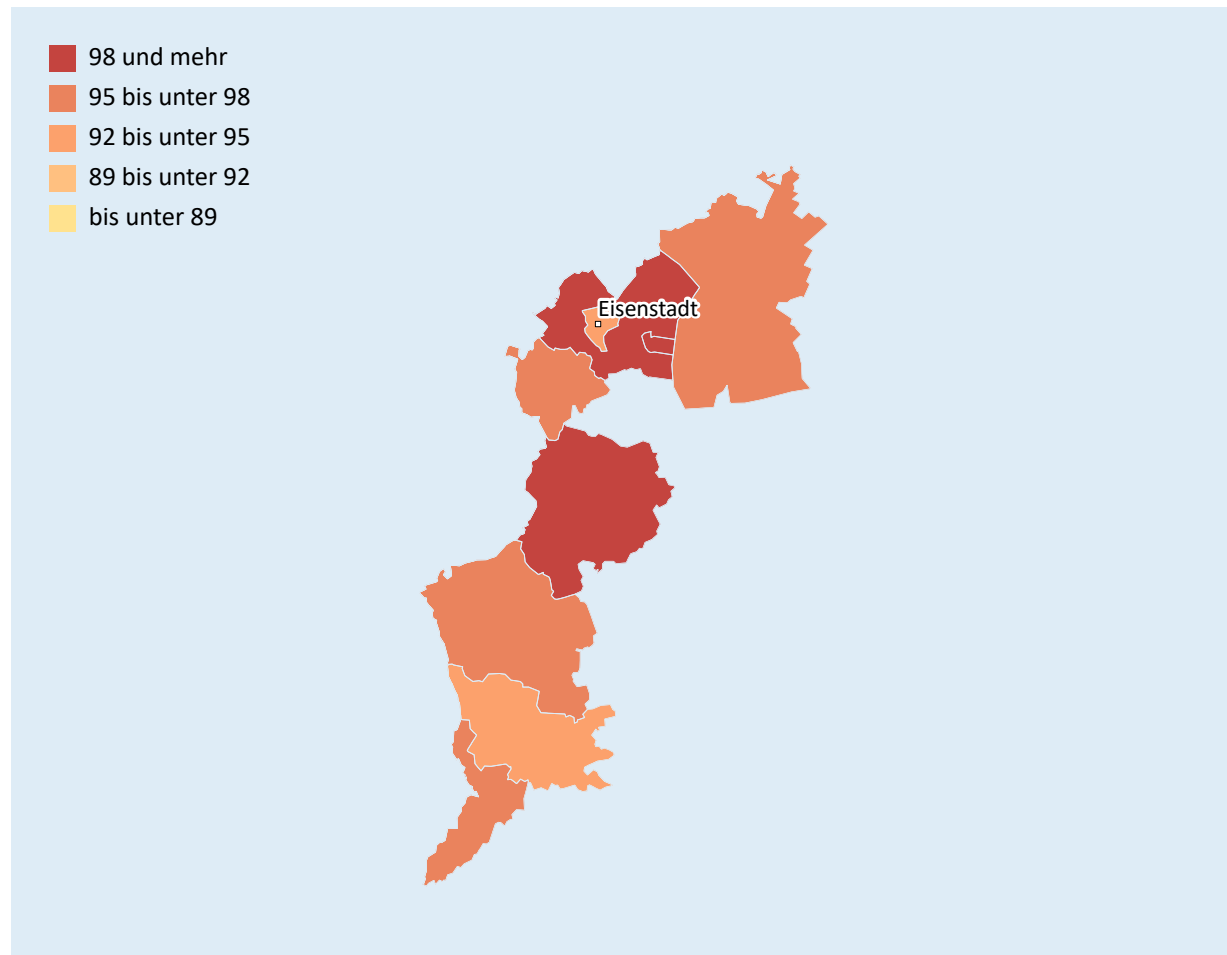 98 und mehr
95 bis unter 98
92 bis unter 95
89 bis unter 92
bis unter 89
Eisenstadt